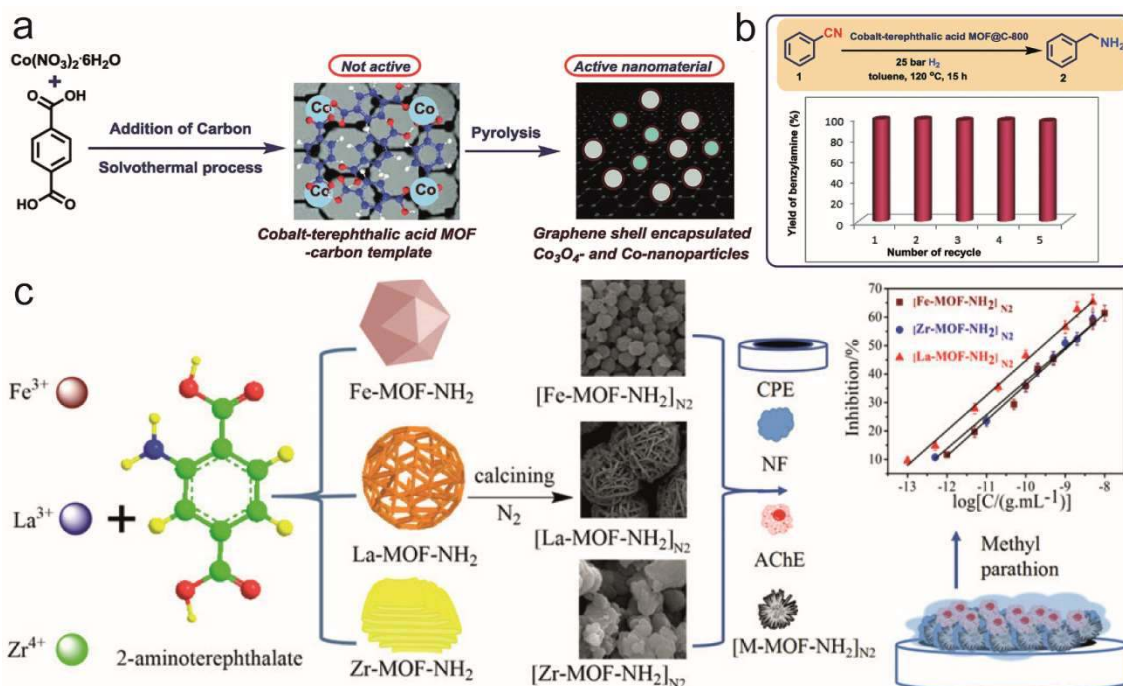 a
Co(NO₃)₂·6H₂O
+
OH
O
HO
O
Addition of Carbon
Solvothermal process
Not active
Co
Co
Co
Co
Cobalt-terephthalic acid MOF
-carbon template
Pyrolysis
Active nanomaterial
Graphene shell encapsulated
Co₃O₄- and Co-nanoparticles
b
CN
1
Cobalt-terephthalic acid MOF@C-800
25 bar H₂
toluene, 120 °C, 15 h
NH₂
2
Yield of benzylamine (%)
100
80
60
40
20
0
1 2 3 4 5
Number of recycle
c
Fe³⁺
La³⁺
Zr⁴⁺
+
2-aminoterephthalate
Fe-MOF-NH₂
La-MOF-NH₂
Zr-MOF-NH₂
calcining
N₂
[Fe-MOF-NH₂]N2
[La-MOF-NH₂]N2
[Zr-MOF-NH₂]N2
CPE
NF
AChE
[M-MOF-NH₂]N2
Inhibition/%
70
60
50
40
30
20
10
[Fe-MOF-NH₂]N2
[Zr-MOF-NH₂]N2
[La-MOF-NH₂]N2
-13 -12 -11 -10 -9 -8
log[C/(g.mL⁻¹)]
Methyl
parathion